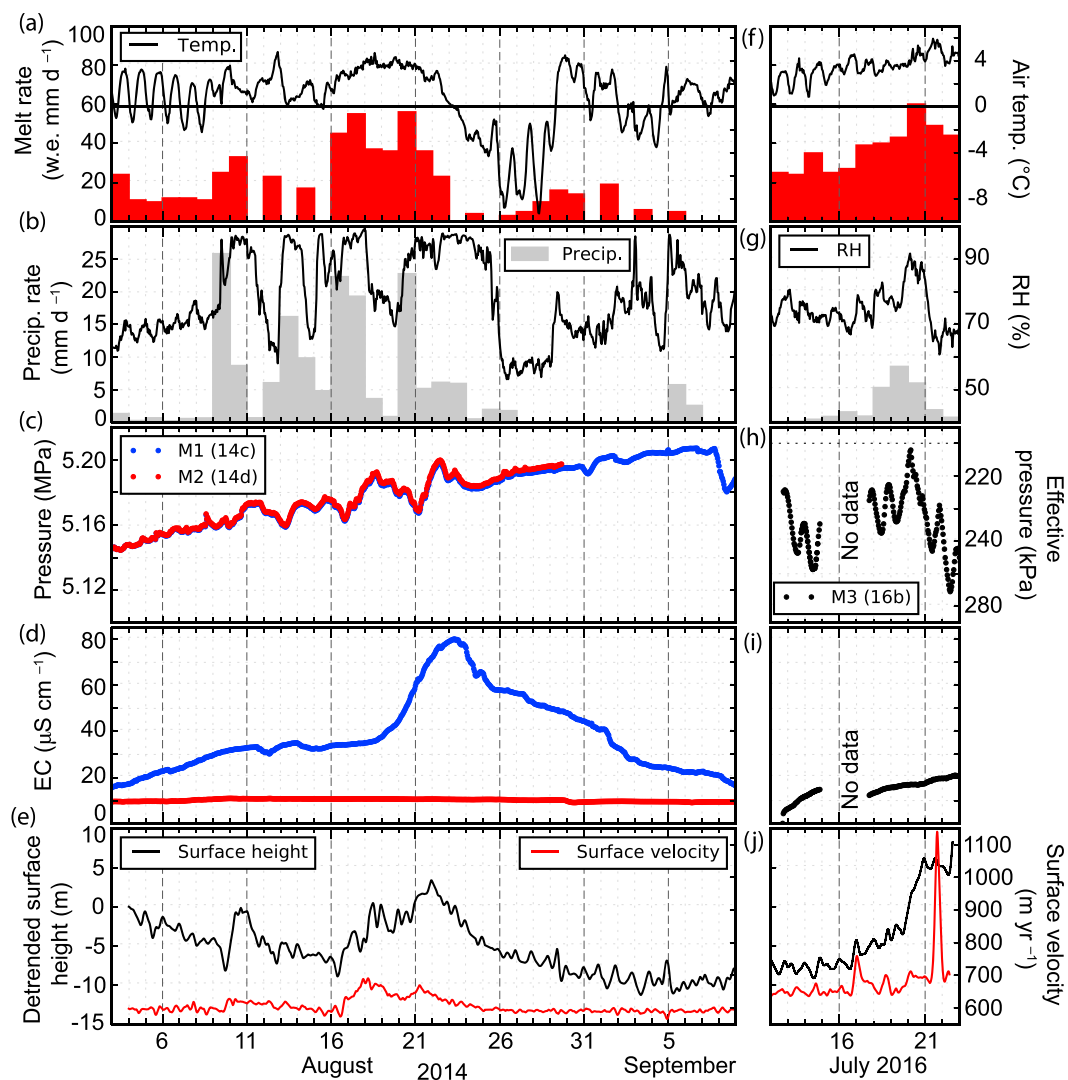 (a)
100
80
60
40
20
0
Melt rate
(w.e. mm d⁻¹)
Temp.
(f)
4
0
-4
-8
Air temp. (°C)
(b)
25
20
15
10
5
0
Precip. rate
(mm d⁻¹)
Precip.
(g)
RH
90
70
50
RH (%)
(c)
5.20
5.16
5.12
Pressure (MPa)
M1 (14c)
M2 (14d)
(h)
No data
M3 (16b)
220
240
260
280
Effective
pressure (kPa)
(d)
80
60
40
20
0
EC (µS cm⁻¹)
(i)
No data
(e)
10
5
0
-5
-10
-15
Detrended surface
height (m)
Surface height
Surface velocity
(j)
1100
1000
900
800
700
600
Surface velocity
(m yr⁻¹)
6 11 16 21 26 31 5
August September
2014
16 21
July 2016